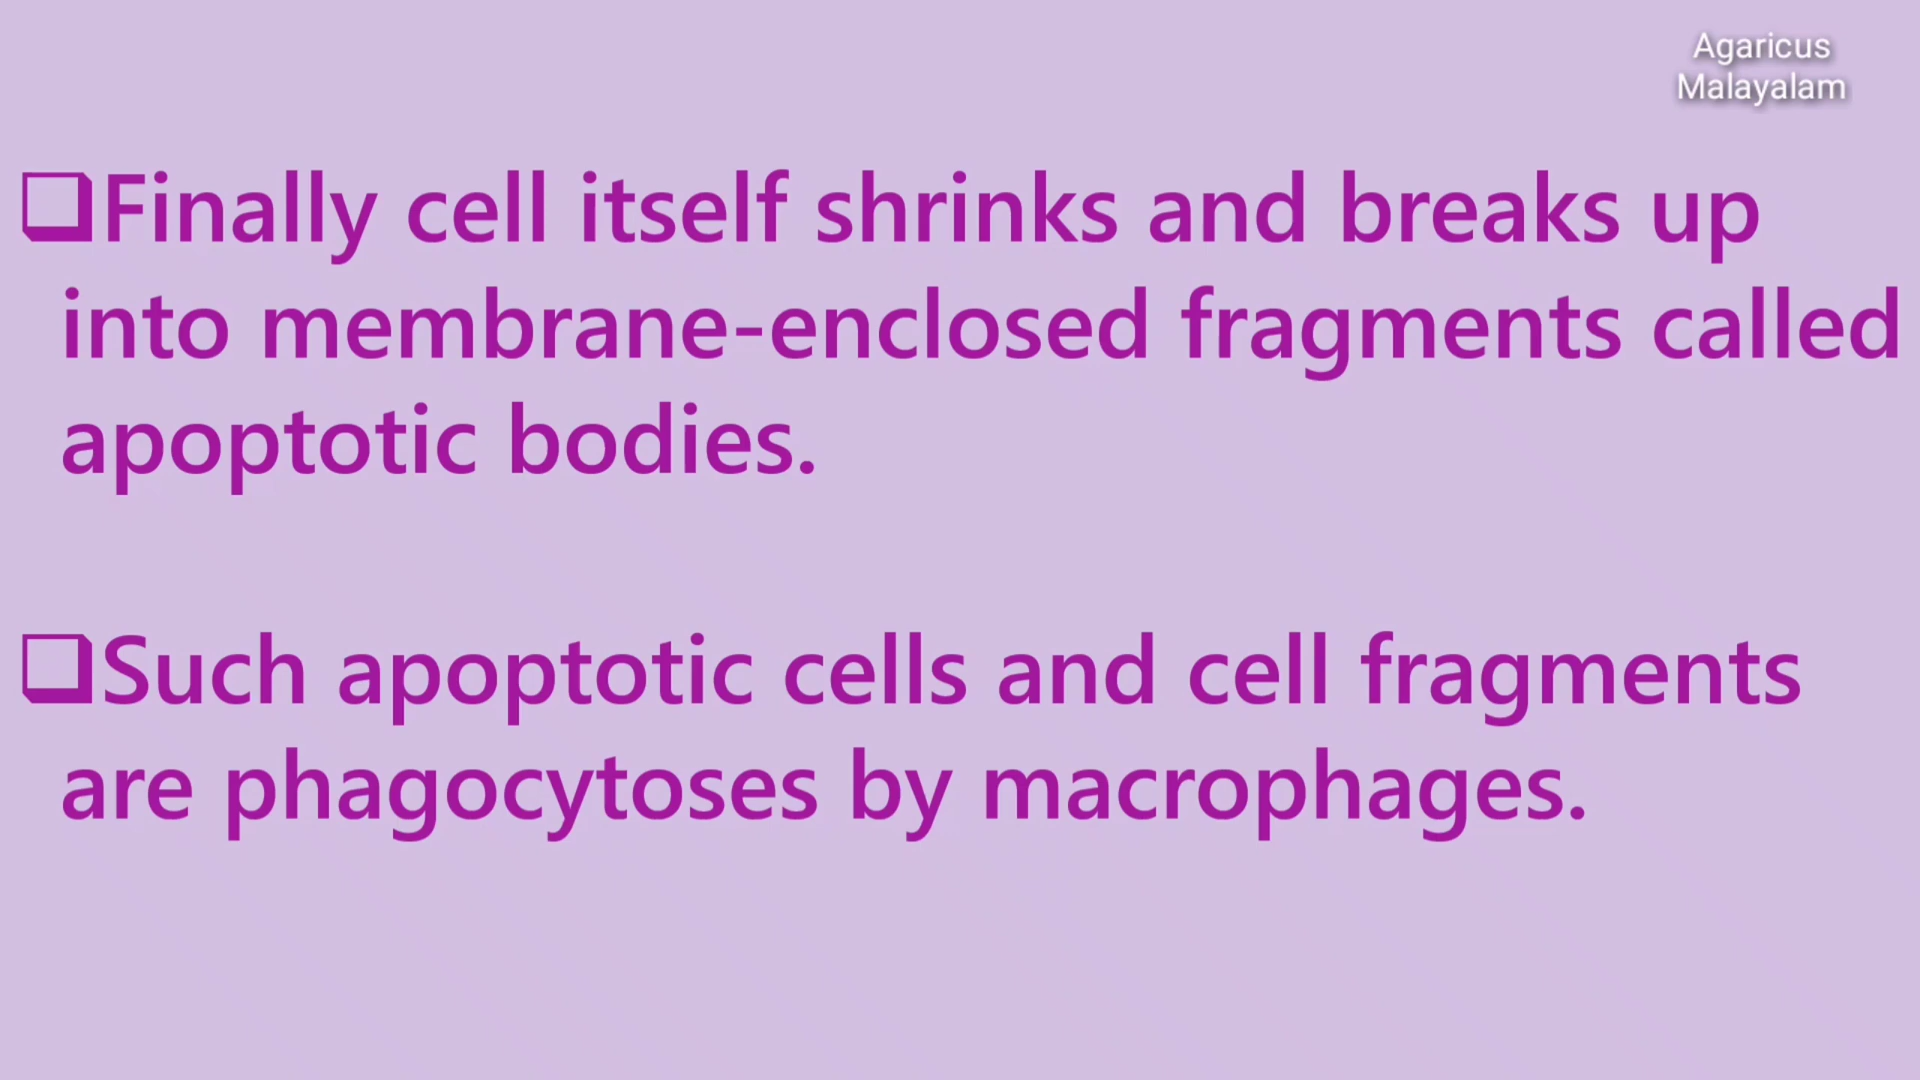 Agaricus
Malayalam
❑Finally cell itself shrinks and breaks up
into membrane-enclosed fragments called
apoptotic bodies.
❑Such apoptotic cells and cell fragments
are phagocytoses by macrophages.